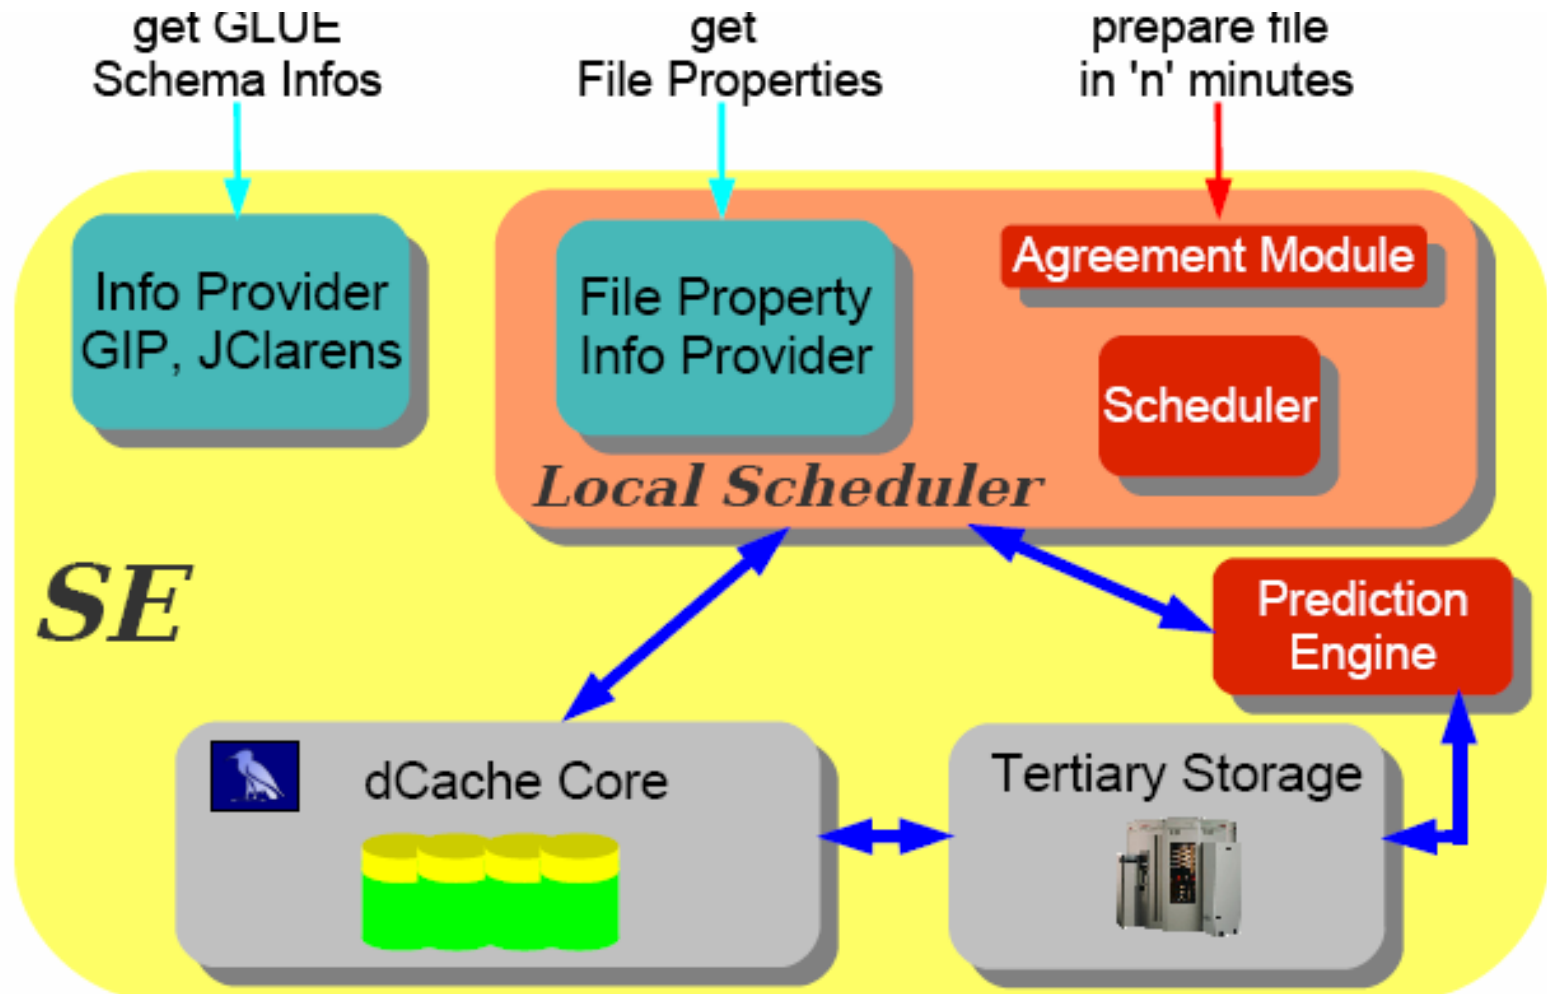 get GLUE
Schema Infos
get
File Properties
prepare file
in 'n' minutes
Info Provider
GIP, JClarens
File Property
Info Provider
Agreement Module
Scheduler
Local Scheduler
SE
Prediction
Engine
dCache Core
Tertiary Storage